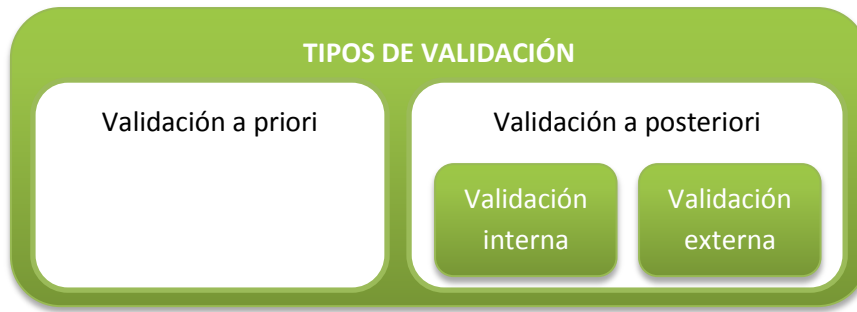 TIPOS DE VALIDACIÓN
Validación a priori
Validación a posteriori
Validación
interna
Validación
externa